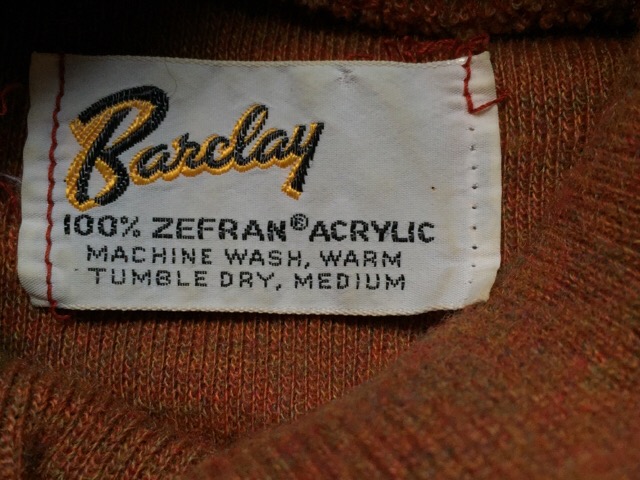 Barclay
100% ZEFRAN® ACRYLIC
MACHINE WASH, WARM
TUMBLE DRY, MEDIUM